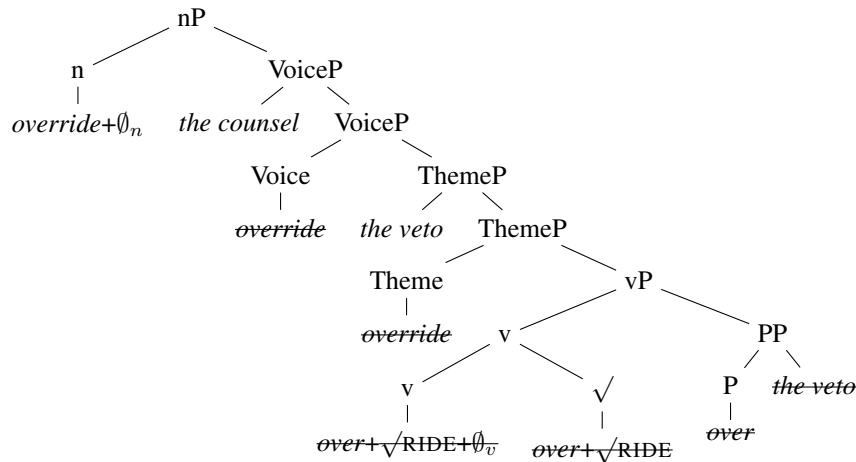 nP
n VoiceP
override+∅ₙ the counsel VoiceP
Voice ThemeP
override the veto ThemeP
Theme vP
override v PP
v √ P the veto
over+√RIDE+∅ᵥ over+√RIDE over